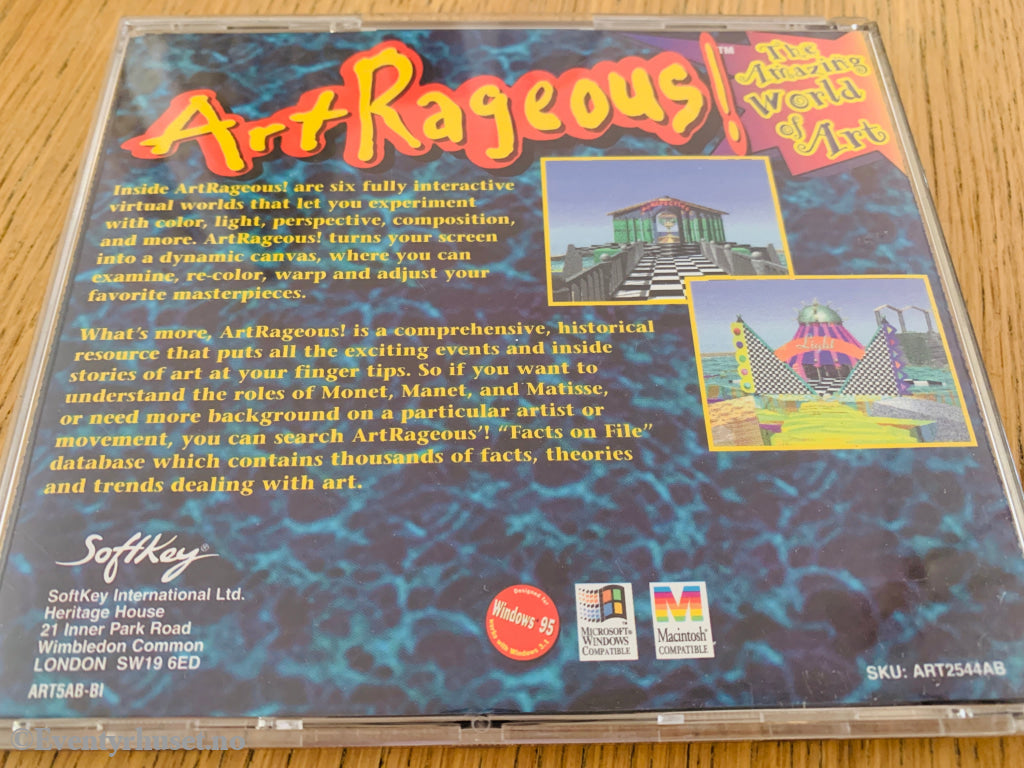 ArtRageous!™
The
Amazing
World
of
Art
Inside ArtRageous! are six fully interactive
virtual worlds that let you experiment
with color, light, perspective, composition,
and more. ArtRageous! turns your screen
into a dynamic canvas, where you can
examine, re-color, warp and adjust your
favorite masterpieces.
What's more, ArtRageous! is a comprehensive, historical
resource that puts all the exciting events and inside
stories of art at your finger tips. So if you want to
understand the roles of Monet, Manet, and Matisse,
or need more background on a particular artist or
movement, you can search ArtRageous'! "Facts on File"
database which contains thousands of facts, theories
and trends dealing with art.
Light
SoftKey®
SoftKey International Ltd.
Heritage House
21 Inner Park Road
Wimbledon Common
LONDON SW19 6ED
ART5AB-BI
Designed for
Windows 95
works with Windows 3.1
MICROSOFT®
WINDOWS
COMPATIBLE
Macintosh®
COMPATIBLE
SKU: ART2544AB
©Eventyrhuset.no